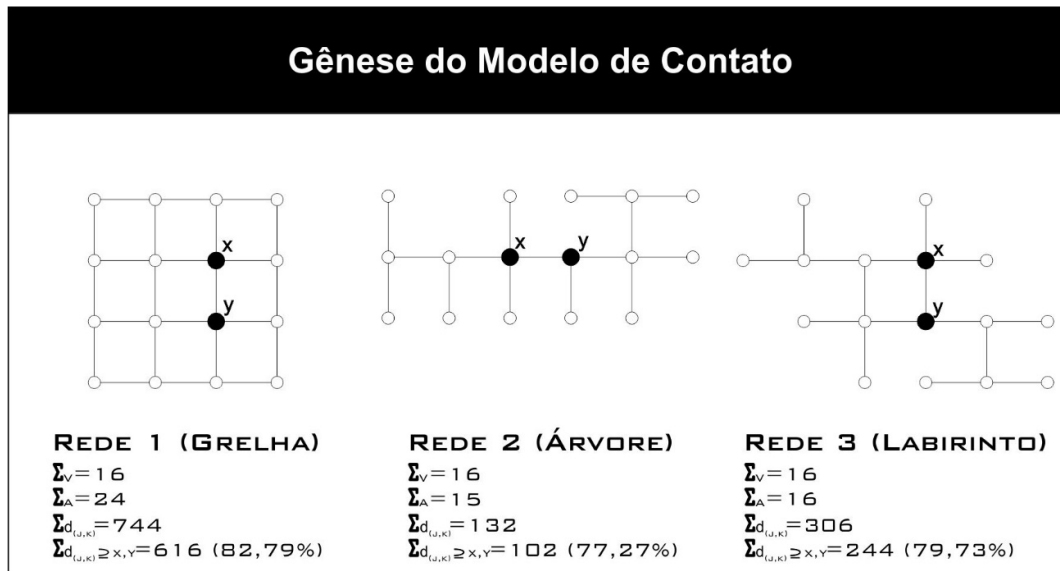 Gênese do Modelo de Contato
x
y
x
y
x
y
REDE 1 (GRELHA)
Σv=16
ΣA=24
Σd(J,K)=744
Σd(J,K)≥X,Y=616 (82,79%)
REDE 2 (ÁRVORE)
Σv=16
ΣA=15
Σd(J,K)=132
Σd(J,K)≥X,Y=102 (77,27%)
REDE 3 (LABIRINTO)
Σv=16
ΣA=16
Σd(J,K)=306
Σd(J,K)≥X,Y=244 (79,73%)